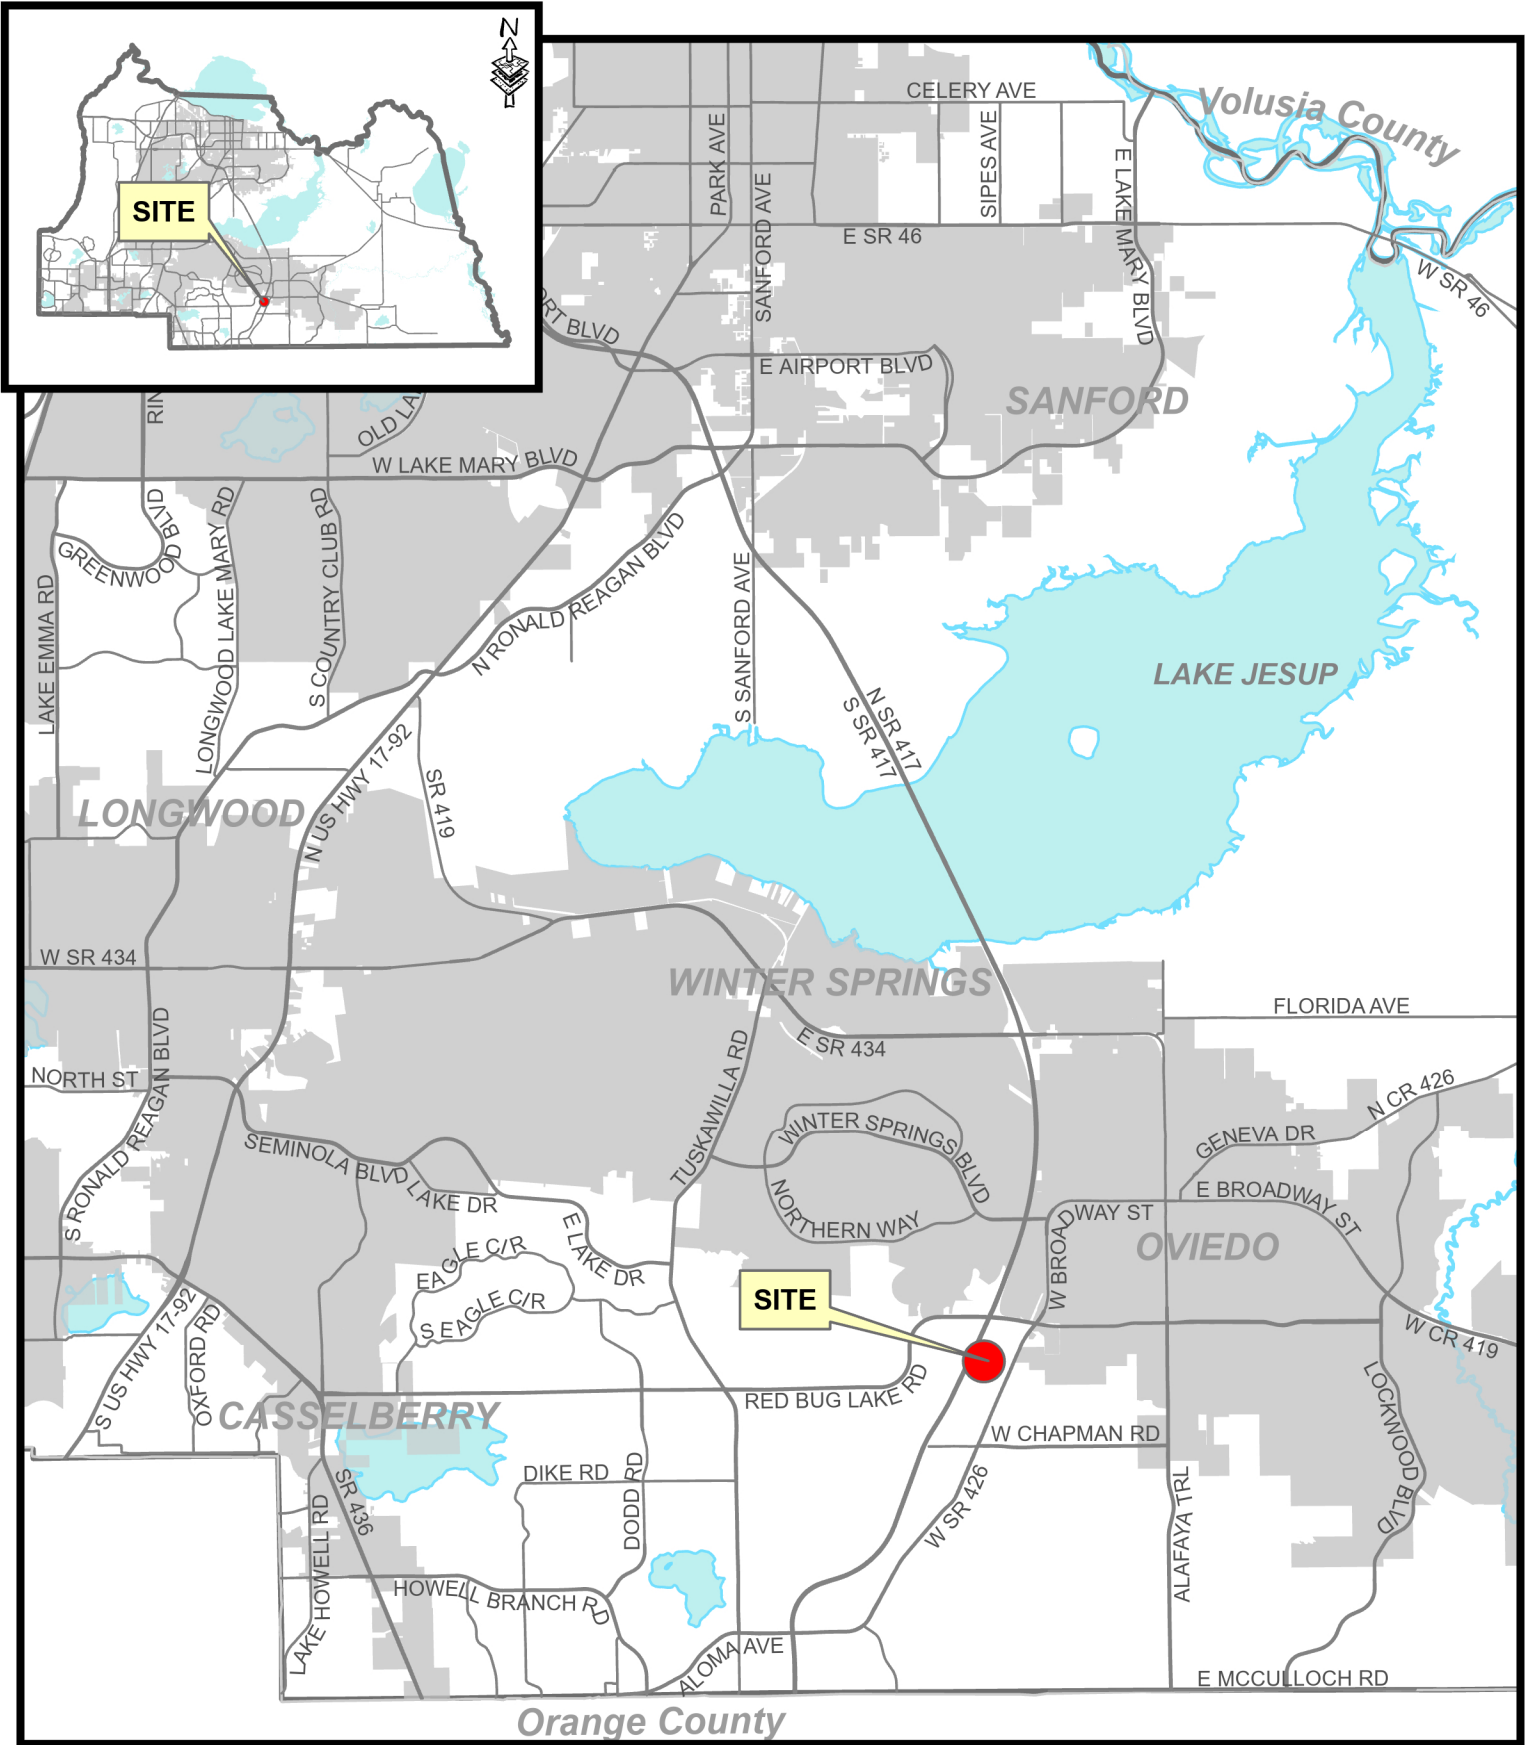 N
SITE
CELERY AVE
Volusia County
PARK AVE
SANFORD AVE
SIPES AVE
E LAKE MARY BLVD
E SR 46
W SR 46
ORT BLVD
E AIRPORT BLVD
SANFORD
RIN
OLD LA
W LAKE MARY BLVD
GREENWOOD BLVD
LONGWOOD LAKE MARY RD
S COUNTRY CLUB RD
LAKE EMMA RD
N RONALD REAGAN BLVD
S SANFORD AVE
LAKE JESUP
N SR 417
S SR 417
N US HWY 17-92
SR 419
LONGWOOD
W SR 434
WINTER SPRINGS
FLORIDA AVE
E SR 434
S RONALD REAGAN BLVD
NORTH ST
TUSKAWILLA RD
N CR 426
GENEVA DR
WINTER SPRINGS BLVD
SEMINOLA BLVD
LAKE DR
E LAKE DR
NORTHERN WAY
E BROADWAY ST
W BROADWAY ST
OVIEDO
EAGLE C/R
S EAGLE C/R
SITE
S US HWY 17-92
OXFORD RD
W CR 419
RED BUG LAKE RD
CASSELBERRY
W CHAPMAN RD
LOCKWOOD BLVD
DIKE RD
DODD RD
SR 436
W SR 426
LAKE HOWELL RD
ALAFAYA TRL
HOWELL BRANCH RD
ALOMA AVE
E MCCULLOCH RD
Orange County